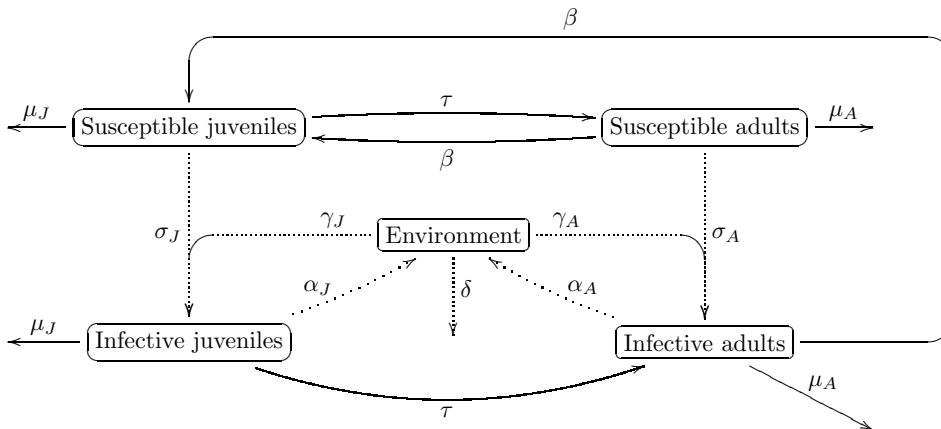 β
μ_J
Susceptible juveniles
τ
Susceptible adults
μ_A
β
σ_J
γ_J
Environment
γ_A
σ_A
α_J
δ
α_A
μ_J
Infective juveniles
Infective adults
τ
μ_A